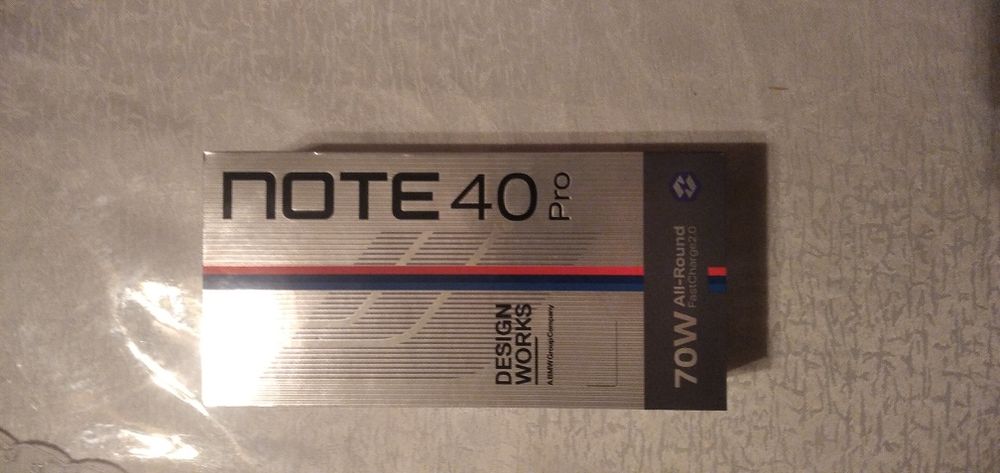 NOTE 40 Pro
DESIGN
WORKS
A BMW Group Company
70W All-Round
FastCharge2.0